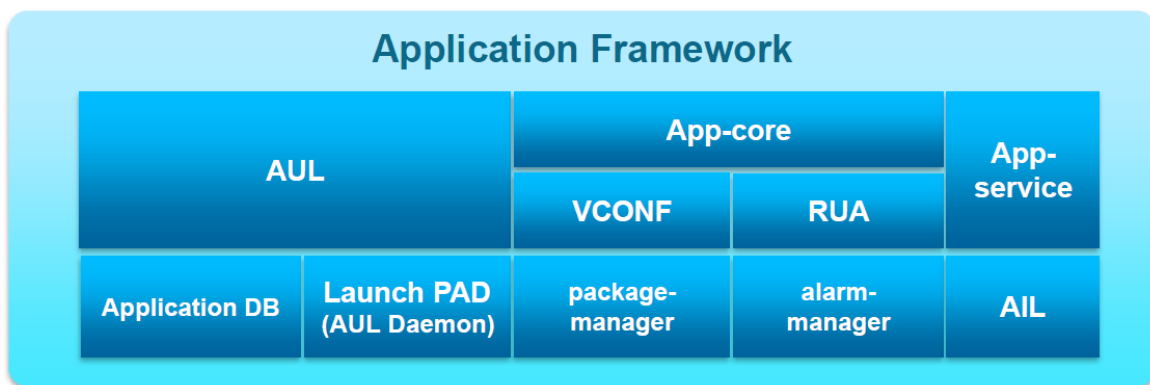 Application Framework
AUL
App-core
App-
service
VCONF
RUA
Application DB
Launch PAD
(AUL Daemon)
package-
manager
alarm-
manager
AIL